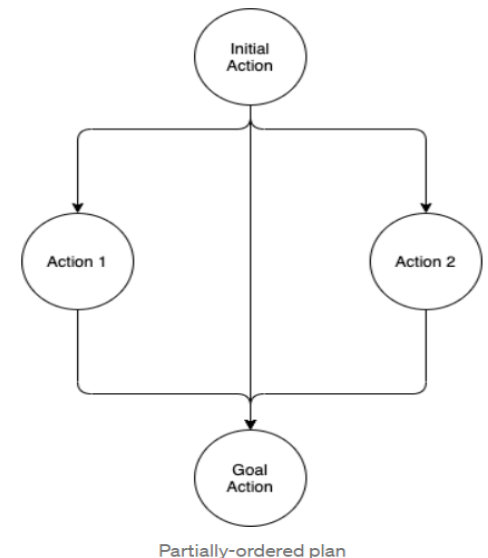 Initial
Action
Action 1
Action 2
Goal
Action
Partially-ordered plan